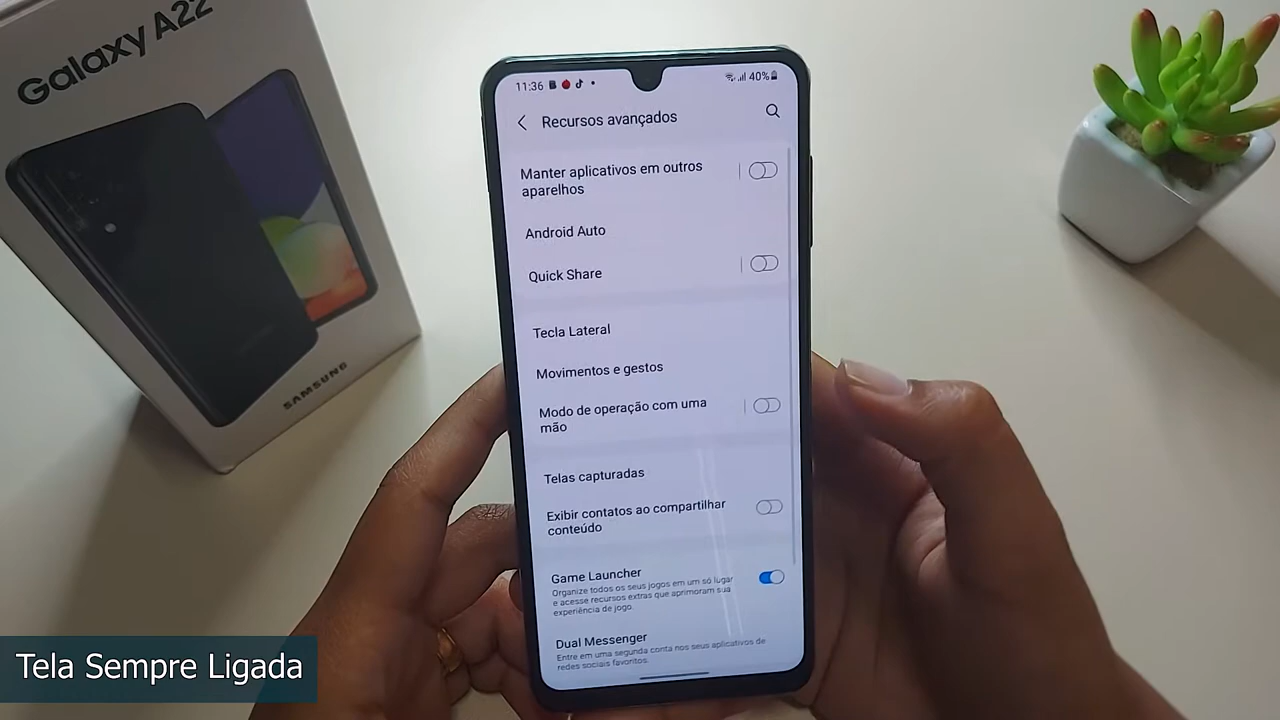 Galaxy A22
SAMSUNG
11:36
40%
Recursos avançados
Manter aplicativos em outros
aparelhos
Android Auto
Quick Share
Tecla Lateral
Movimentos e gestos
Modo de operação com uma
mão
Telas capturadas
Exibir contatos ao compartilhar
conteúdo
Game Launcher
Organize todos os seus jogos em um só lugar
e acesse recursos extras que aprimoram sua
experiência de jogo.
Dual Messenger
Entre em uma segunda conta nos seus aplicativos de
redes sociais favoritos.
Tela Sempre Ligada